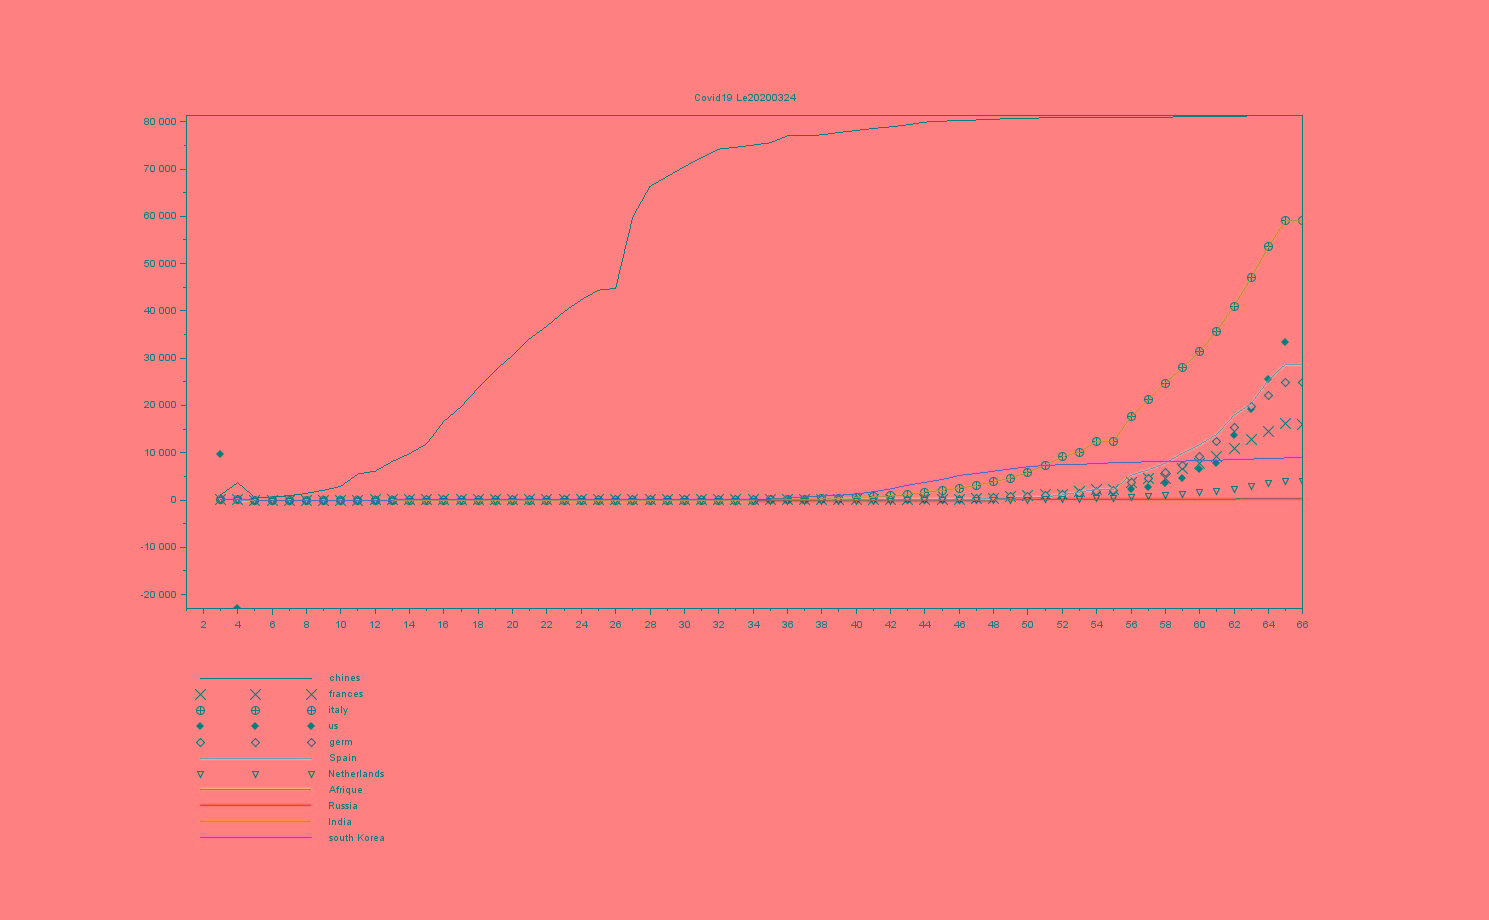 Covid19 Le20200324
80 000
70 000
60 000
50 000
40 000
30 000
20 000
10 000
0
-10 000
-20 000
2 4 6 8 10 12 14 16 18 20 22 24 26 28 30 32 34 36 38 40 42 44 46 48 50 52 54 56 58 60 62 64 66
chines
frances
italy
us
germ
Spain
Netherlands
Afrique
Russia
India
south Korea